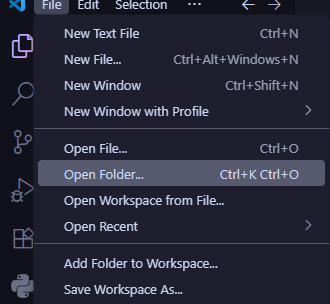 File Edit Selection ...
New Text File Ctrl+N
New File... Ctrl+Alt+Windows+N
New Window Ctrl+Shift+N
New Window with Profile
Open File... Ctrl+O
Open Folder... Ctrl+K Ctrl+O
Open Workspace from File...
Open Recent
Add Folder to Workspace...
Save Workspace As...